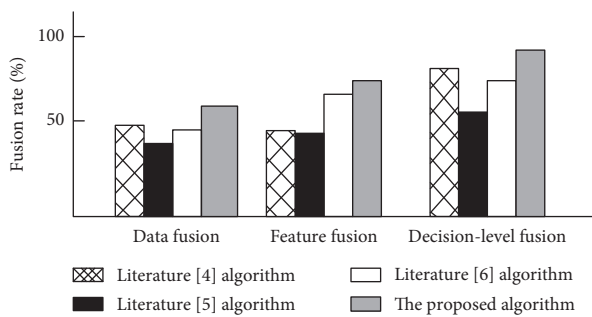 100
50
Fusion rate (%)
Data fusion
Feature fusion
Decision-level fusion
Literature [4] algorithm
Literature [6] algorithm
Literature [5] algorithm
The proposed algorithm